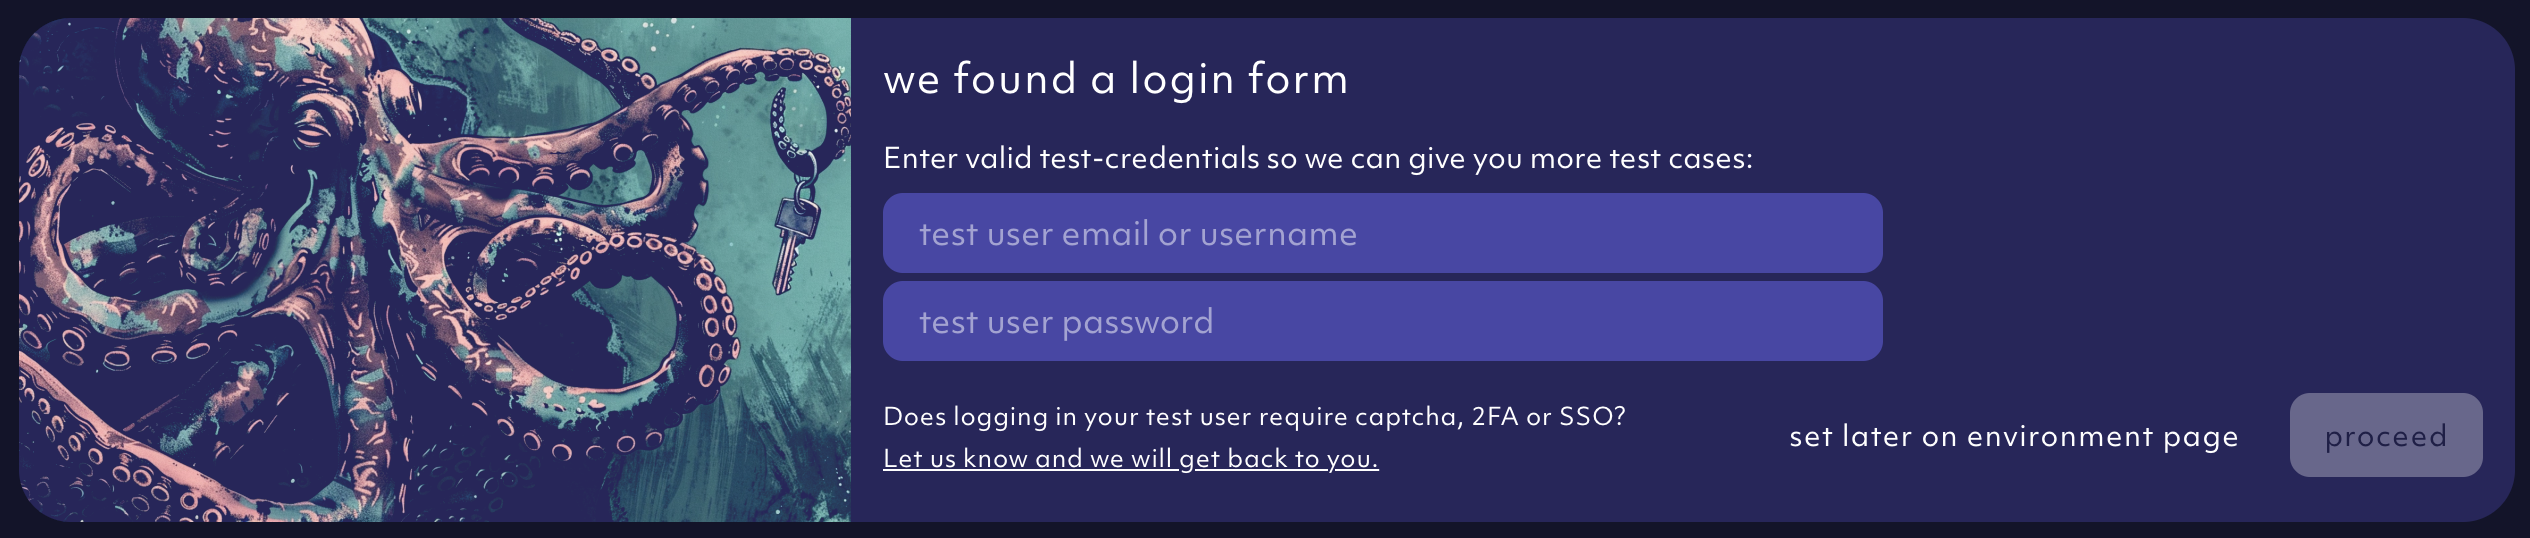 we found a login form
Enter valid test-credentials so we can give you more test cases:
test user email or username
test user password
Does logging in your test user require captcha, 2FA or SSO?
Let us know and we will get back to you.
set later on environment page
proceed